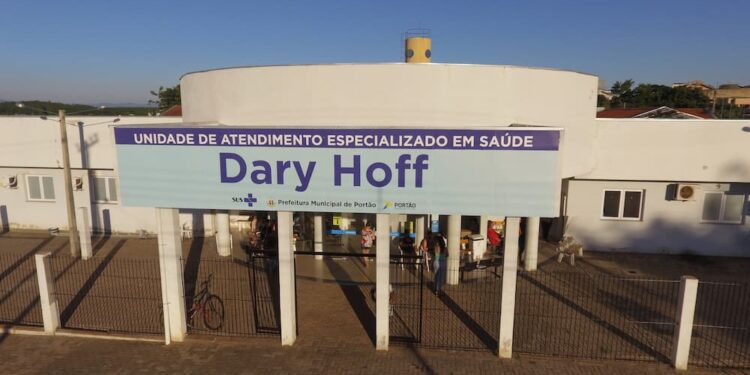 UNIDADE DE ATENDIMENTO ESPECIALIZADO EM SAÚDE
Dary Hoff
SUS Prefeitura Municipal de Portão PORTÃO